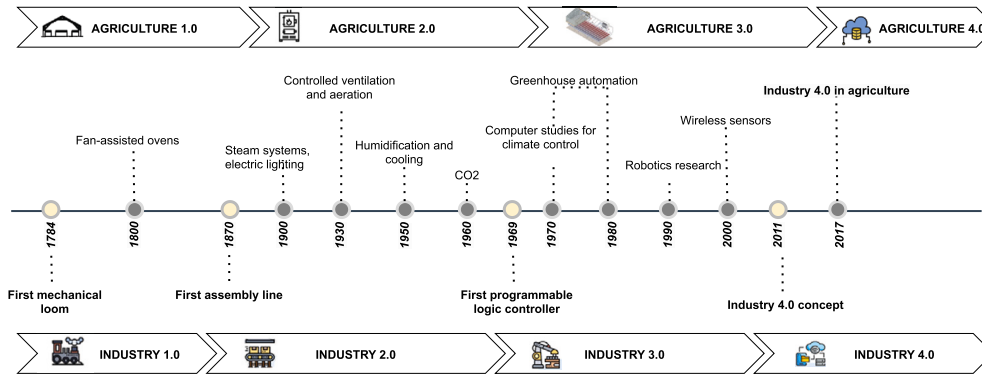 AGRICULTURE 1.0
AGRICULTURE 2.0
AGRICULTURE 3.0
AGRICULTURE 4.0
Controlled ventilation
and aeration
Greenhouse automation
Industry 4.0 in agriculture
Fan-assisted ovens
Steam systems,
electric lighting
Humidification and
cooling
CO2
Computer studies for
climate control
Robotics research
Wireless sensors
1784
1800
1870
1900
1930
1950
1960
1969
1970
1980
1990
2000
2011
2017
First mechanical
loom
First assembly line
First programmable
logic controller
Industry 4.0 concept
INDUSTRY 1.0
INDUSTRY 2.0
INDUSTRY 3.0
INDUSTRY 4.0